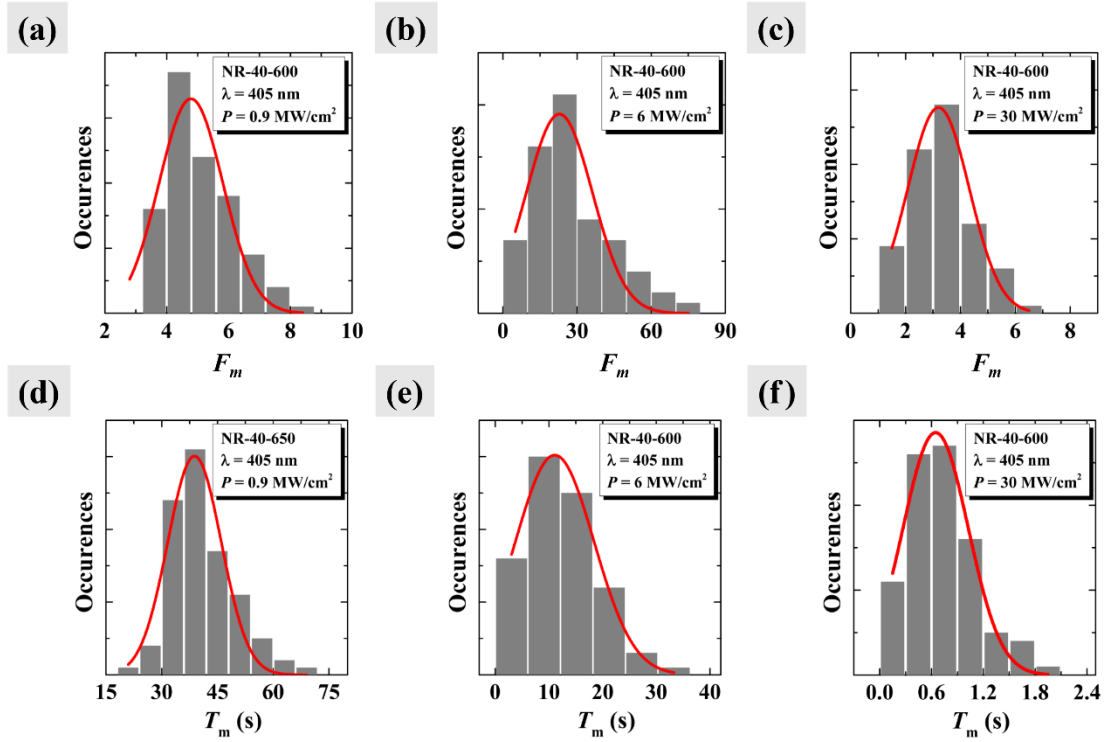 (a)
NR-40-600
λ = 405 nm
P = 0.9 MW/cm²
Occurences
2 4 6 8 10
Fm
(b)
NR-40-600
λ = 405 nm
P = 6 MW/cm²
Occurences
0 30 60 90
Fm
(c)
NR-40-600
λ = 405 nm
P = 30 MW/cm²
Occurences
0 2 4 6 8
Fm
(d)
NR-40-650
λ = 405 nm
P = 0.9 MW/cm²
Occurences
15 30 45 60 75
Tm (s)
(e)
NR-40-600
λ = 405 nm
P = 6 MW/cm²
Occurences
0 10 20 30 40
Tm (s)
(f)
NR-40-600
λ = 405 nm
P = 30 MW/cm²
Occurences
0.0 0.6 1.2 1.8 2.4
Tm (s)